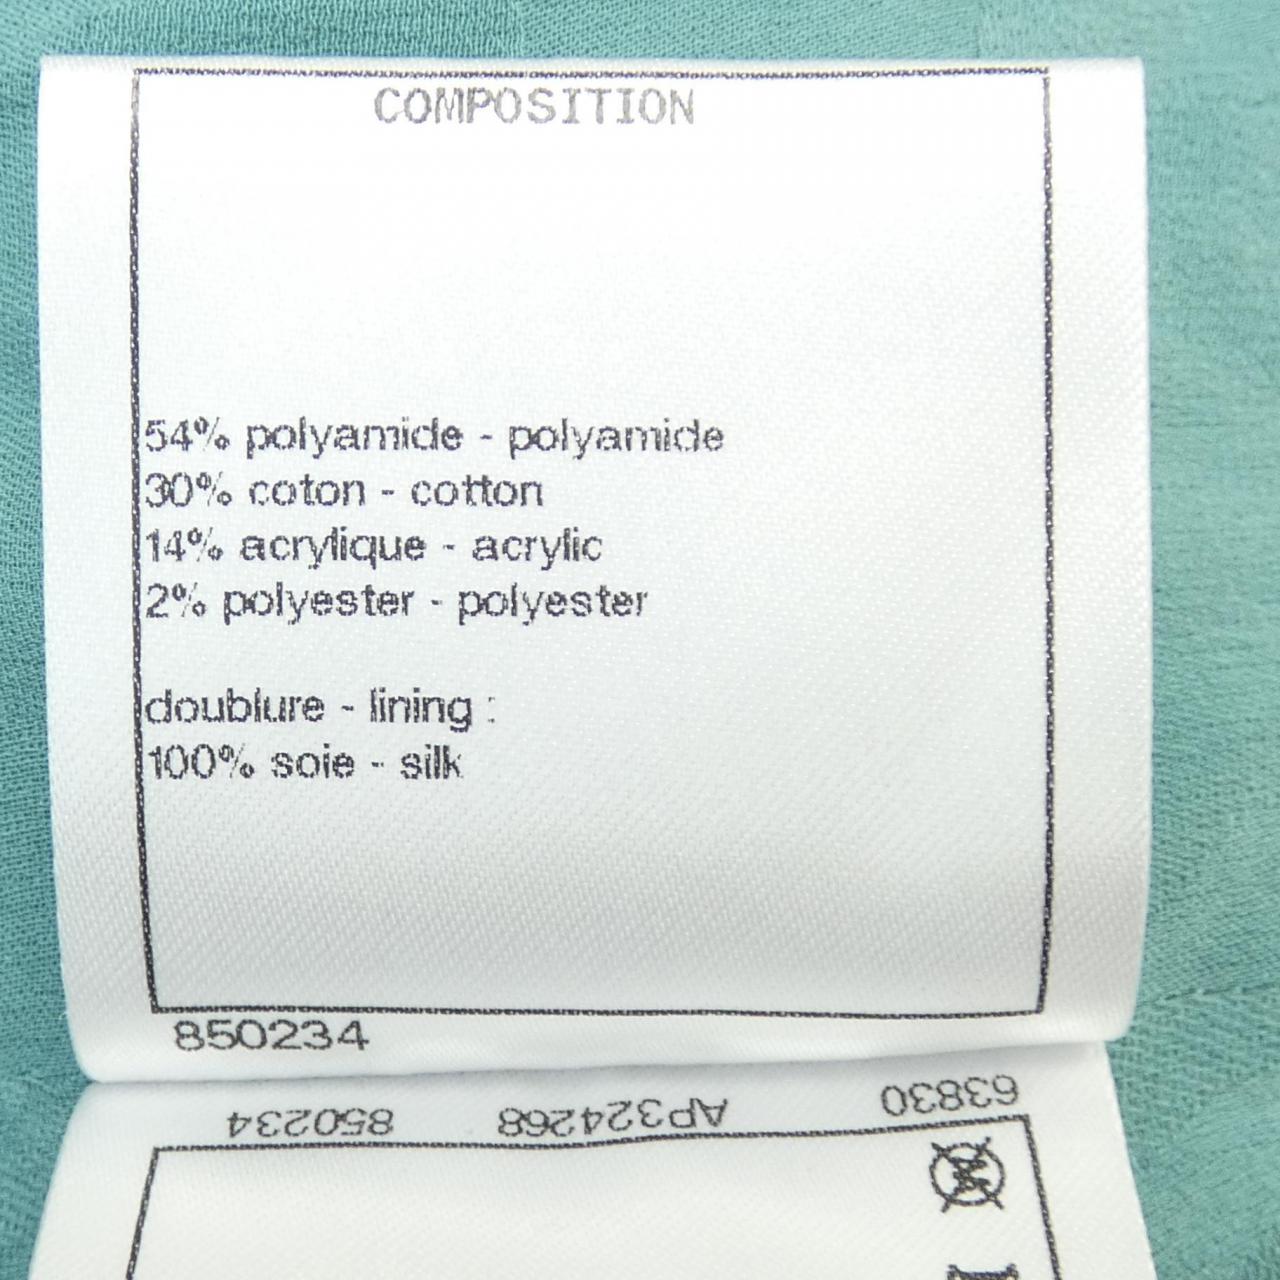 COMPOSITION
54% polyamide - polyamide
30% coton - cotton
14% acrylique - acrylic
2% polyester - polyester
doublure - lining :
100% soie - silk
850234
63830 AP324268 850234